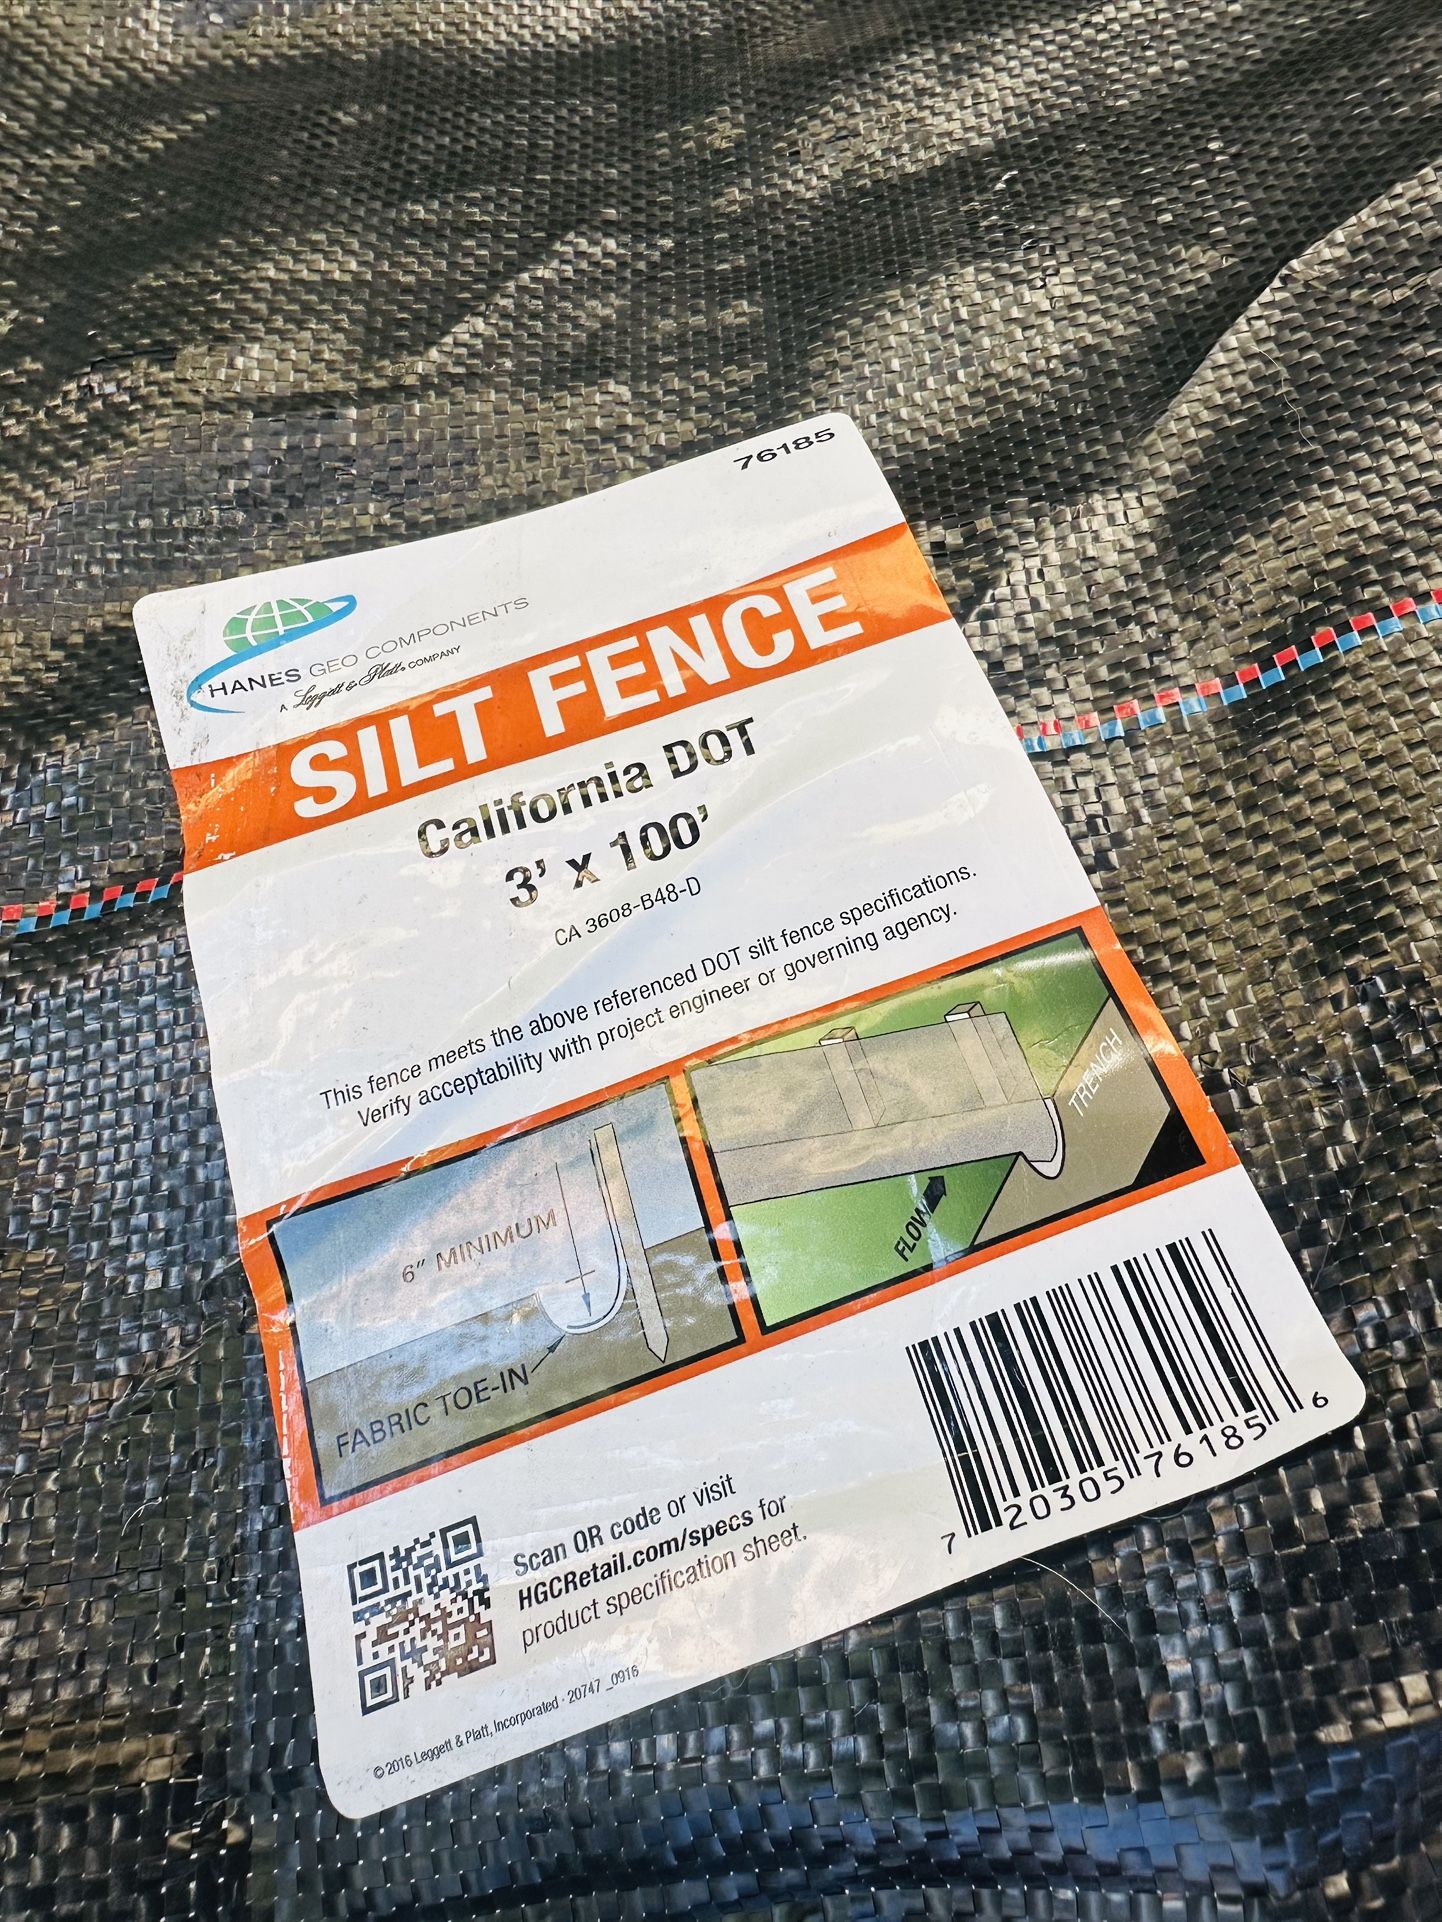 76185
HANES GEO COMPONENTS
A Leggett & Platt® COMPANY
SILT FENCE
California DOT
3' x 100'
CA 3608-B48-D
This fence meets the above referenced DOT silt fence specifications.
Verify acceptability with project engineer or governing agency.
6" MINIMUM
FABRIC TOE-IN
FLOW
TRENCH
Scan QR code or visit
HGCRetail.com/specs for
product specification sheet.
7 20305 76185 6
© 2016 Leggett & Platt, Incorporated · 20747_0916